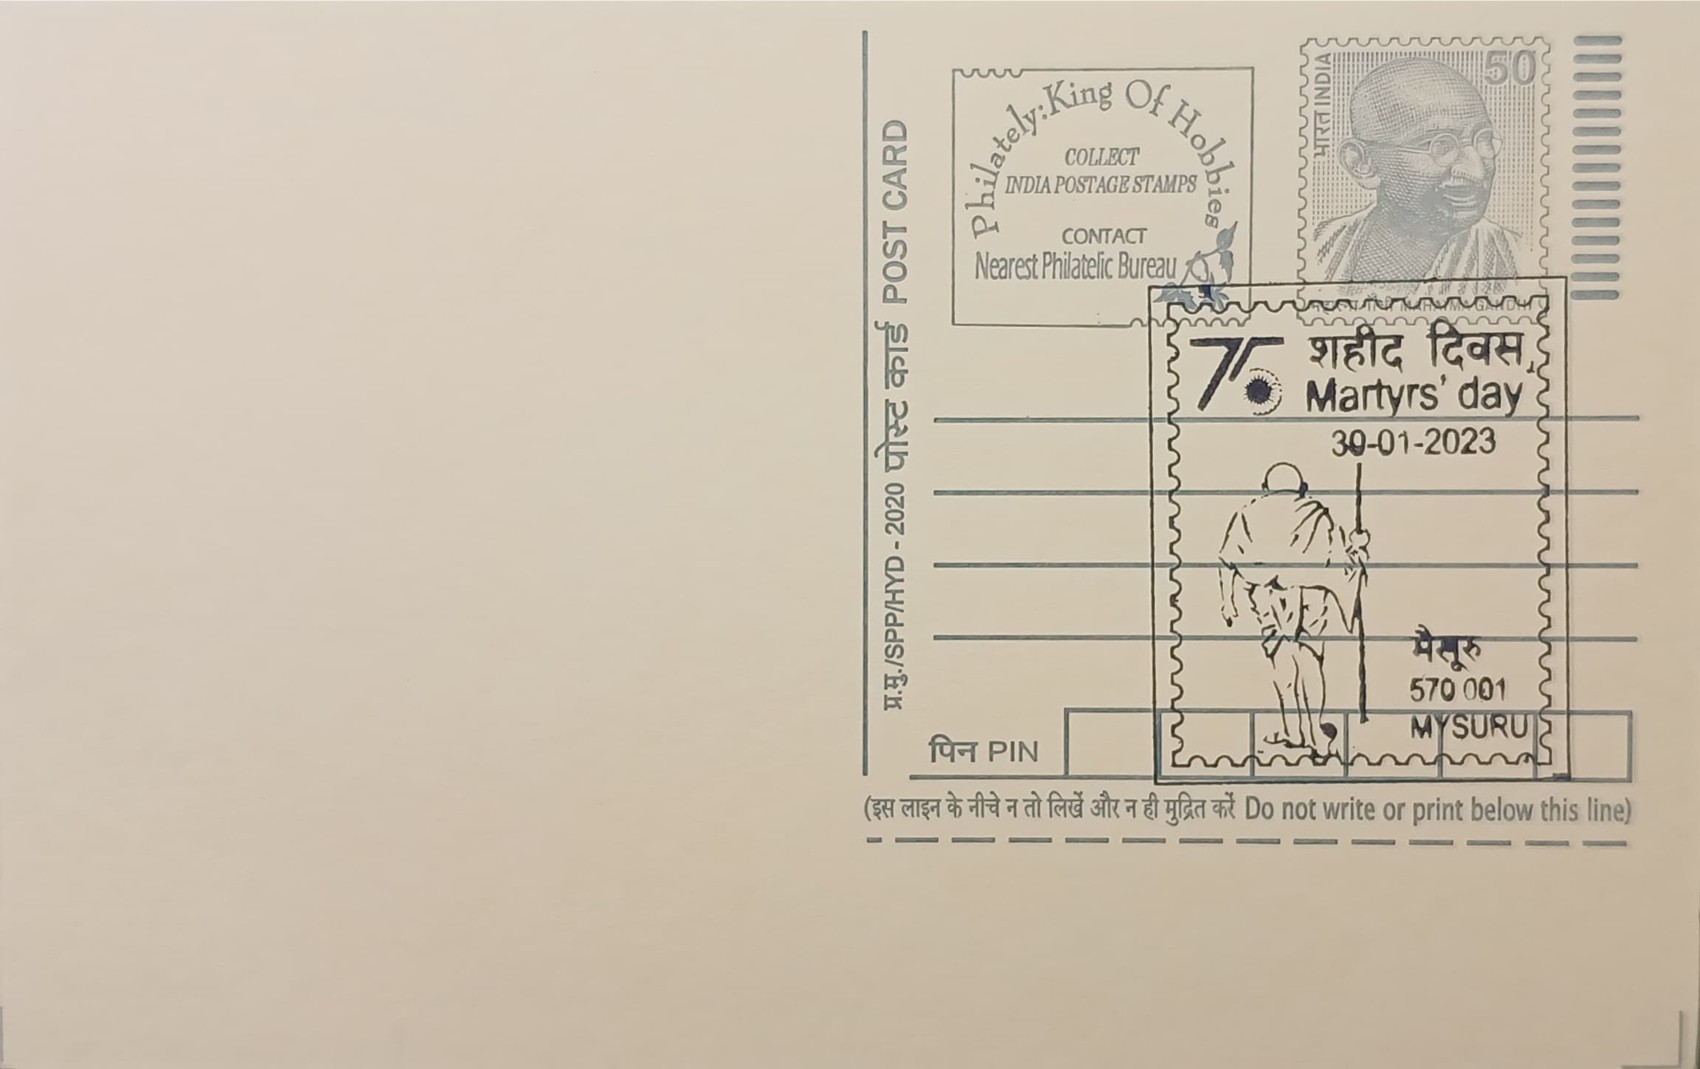 प्र.मु./SPP/HYD - 2020 पोस्ट कार्ड POST CARD
Philately: King Of Hobbies
COLLECT
INDIA POSTAGE STAMPS
CONTACT
Nearest Philatelic Bureau
भारत INDIA
50
MAHATMA GANDHI
75
शहीद दिवस
Martyrs' day
30-01-2023
मैसूरु
570 001
MYSURU
पिन PIN
(इस लाइन के नीचे न तो लिखें और न ही मुद्रित करें Do not write or print below this line)